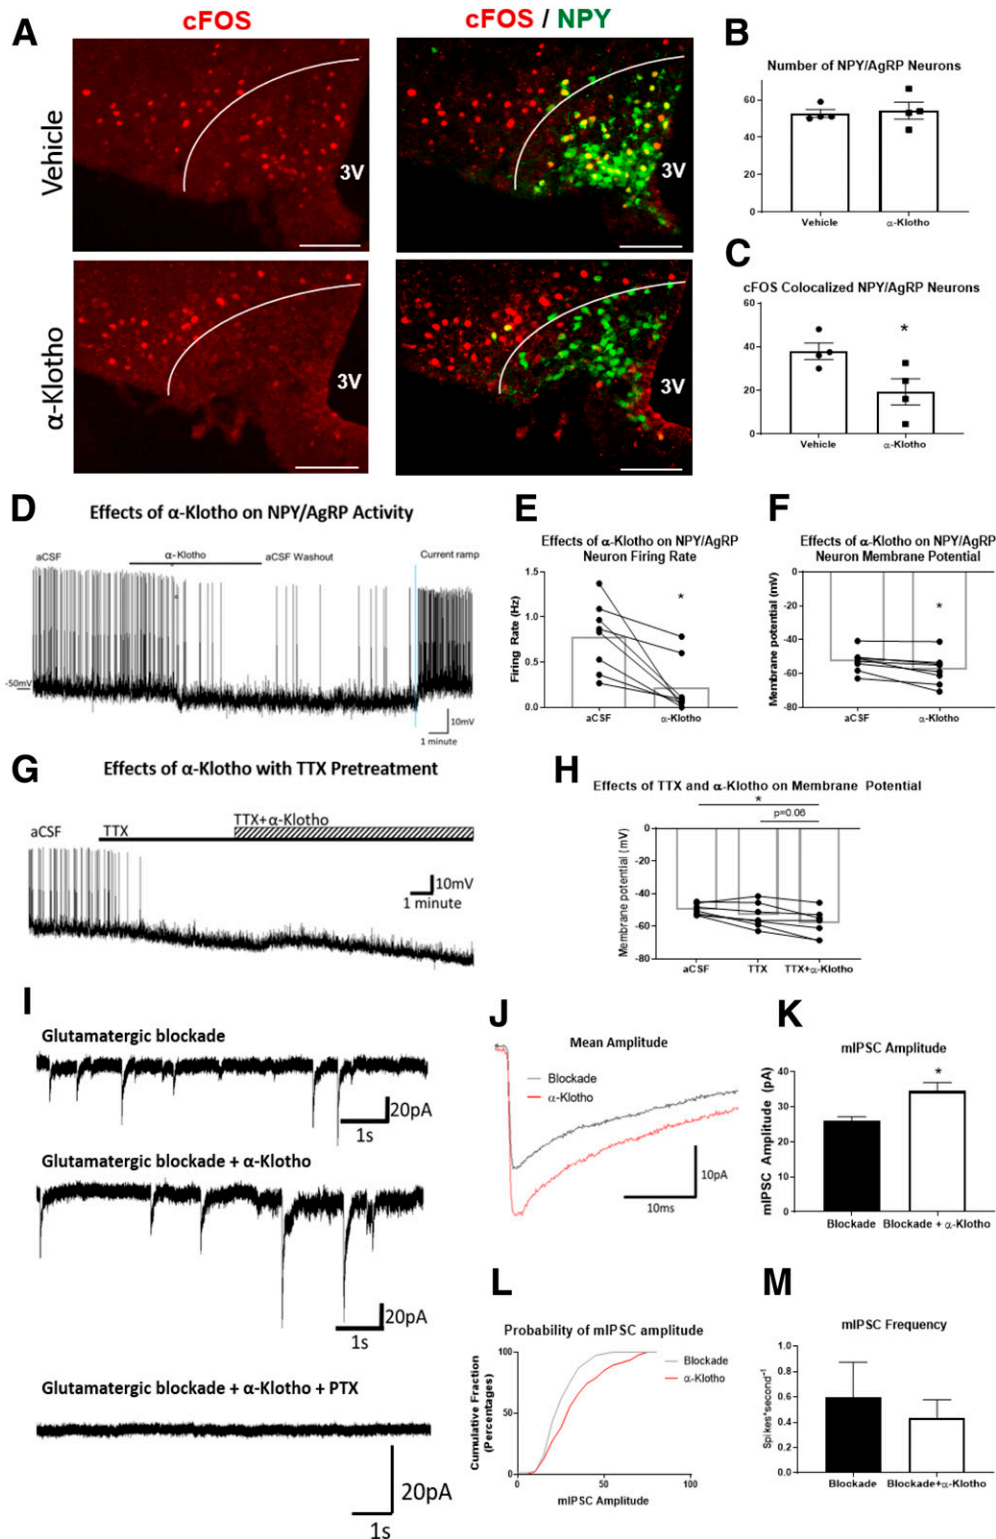 A
cFOS
cFOS / NPY
Vehicle
3V
3V
α-Klotho
3V
3V
B
Number of NPY/AgRP Neurons
60
40
20
0
Vehicle
α-Klotho
C
cFOS Colocalized NPY/AgRP Neurons
60
40
20
0
*
Vehicle
α-Klotho
D
Effects of α-Klotho on NPY/AgRP Activity
aCSF
α-Klotho
aCSF Washout
Current ramp
-50mV
10mV
1 minute
E
Effects of α-Klotho on NPY/AgRP
Neuron Firing Rate
Firing Rate (Hz)
1.5
1.0
0.5
0.0
*
aCSF
α-Klotho
F
Effects of α-Klotho on NPY/AgRP
Neuron Membrane Potential
Membrane potential (mV)
0
-20
-40
-60
-80
*
aCSF
α-Klotho
G
Effects of α-Klotho with TTX Pretreatment
aCSF
TTX
TTX+α-Klotho
10mV
1 minute
H
Effects of TTX and α-Klotho on Membrane Potential
*
p=0.06
Membrane potential (mV)
0
-20
-40
-60
-80
aCSF
TTX
TTX+α-Klotho
I
Glutamatergic blockade
20pA
1s
Glutamatergic blockade + α-Klotho
20pA
1s
Glutamatergic blockade + α-Klotho + PTX
20pA
1s
J
Mean Amplitude
Blockade
α-Klotho
10pA
10ms
K
mIPSC Amplitude
mIPSC Amplitude (pA)
40
30
20
10
0
*
Blockade
Blockade + α-Klotho
L
Probability of mIPSC amplitude
Cumulative Fraction
(Percentages)
100
50
0
Blockade
α-Klotho
0
50
100
mIPSC Amplitude
M
mIPSC Frequency
Spikes*second⁻¹
1.0
0.8
0.6
0.4
0.2
0.0
Blockade
Blockade+α-Klotho